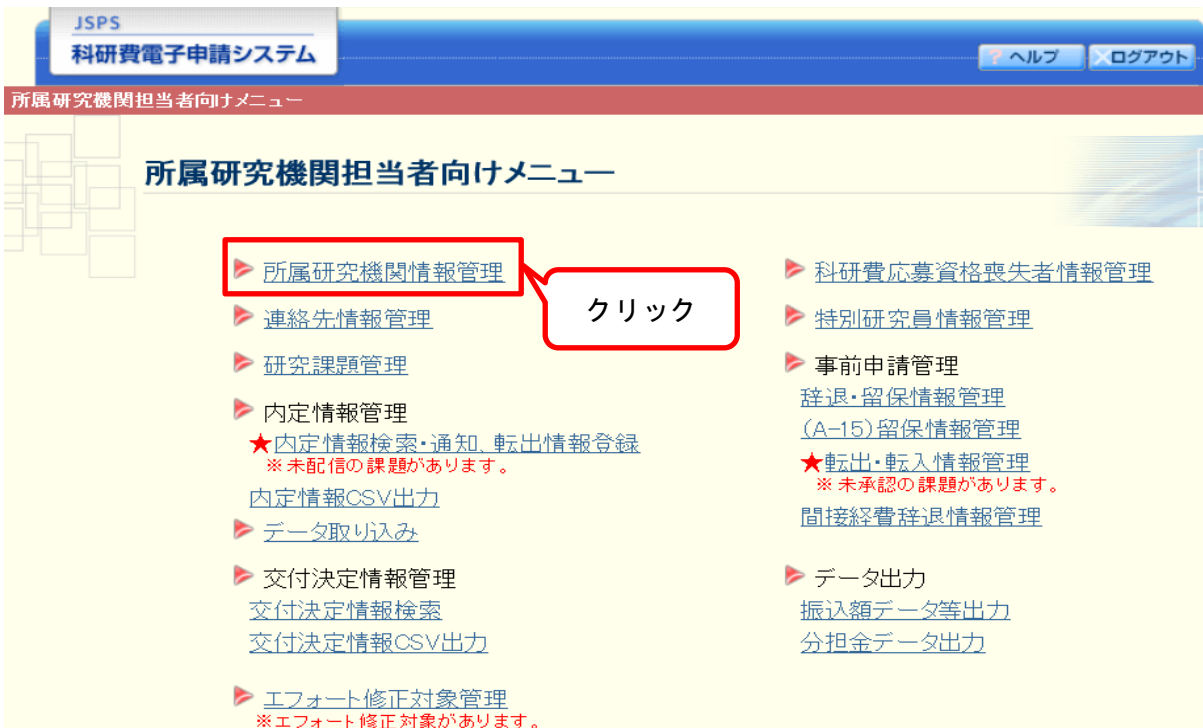 JSPS
科研費電子申請システム
? ヘルプ
×ログアウト
所属研究機関担当者向けメニュー
所属研究機関担当者向けメニュー
所属研究機関情報管理
クリック
連絡先情報管理
研究課題管理
内定情報管理
★内定情報検索・通知、転出情報登録
※未配信の課題があります。
内定情報CSV出力
データ取り込み
交付決定情報管理
交付決定情報検索
交付決定情報CSV出力
エフォート修正対象管理
※エフォート修正対象があります。
科研費応募資格喪失者情報管理
特別研究員情報管理
事前申請管理
辞退・留保情報管理
(A-15)留保情報管理
★転出・転入情報管理
※未承認の課題があります。
間接経費辞退情報管理
データ出力
振込額データ等出力
分担金データ出力